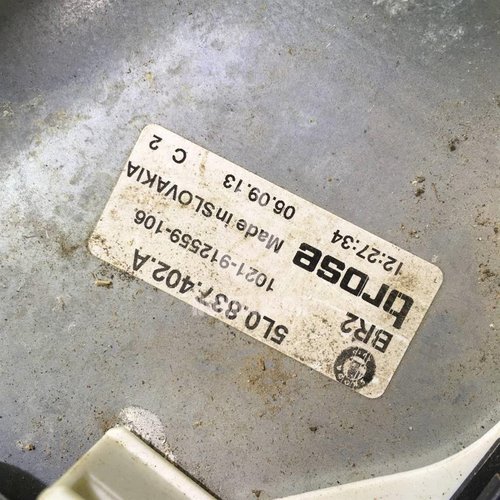 5L0.837.402.A
BR2
1021-912559-106
brose
Made in SLOVAKIA
12:27:34
06.09.13
C 2